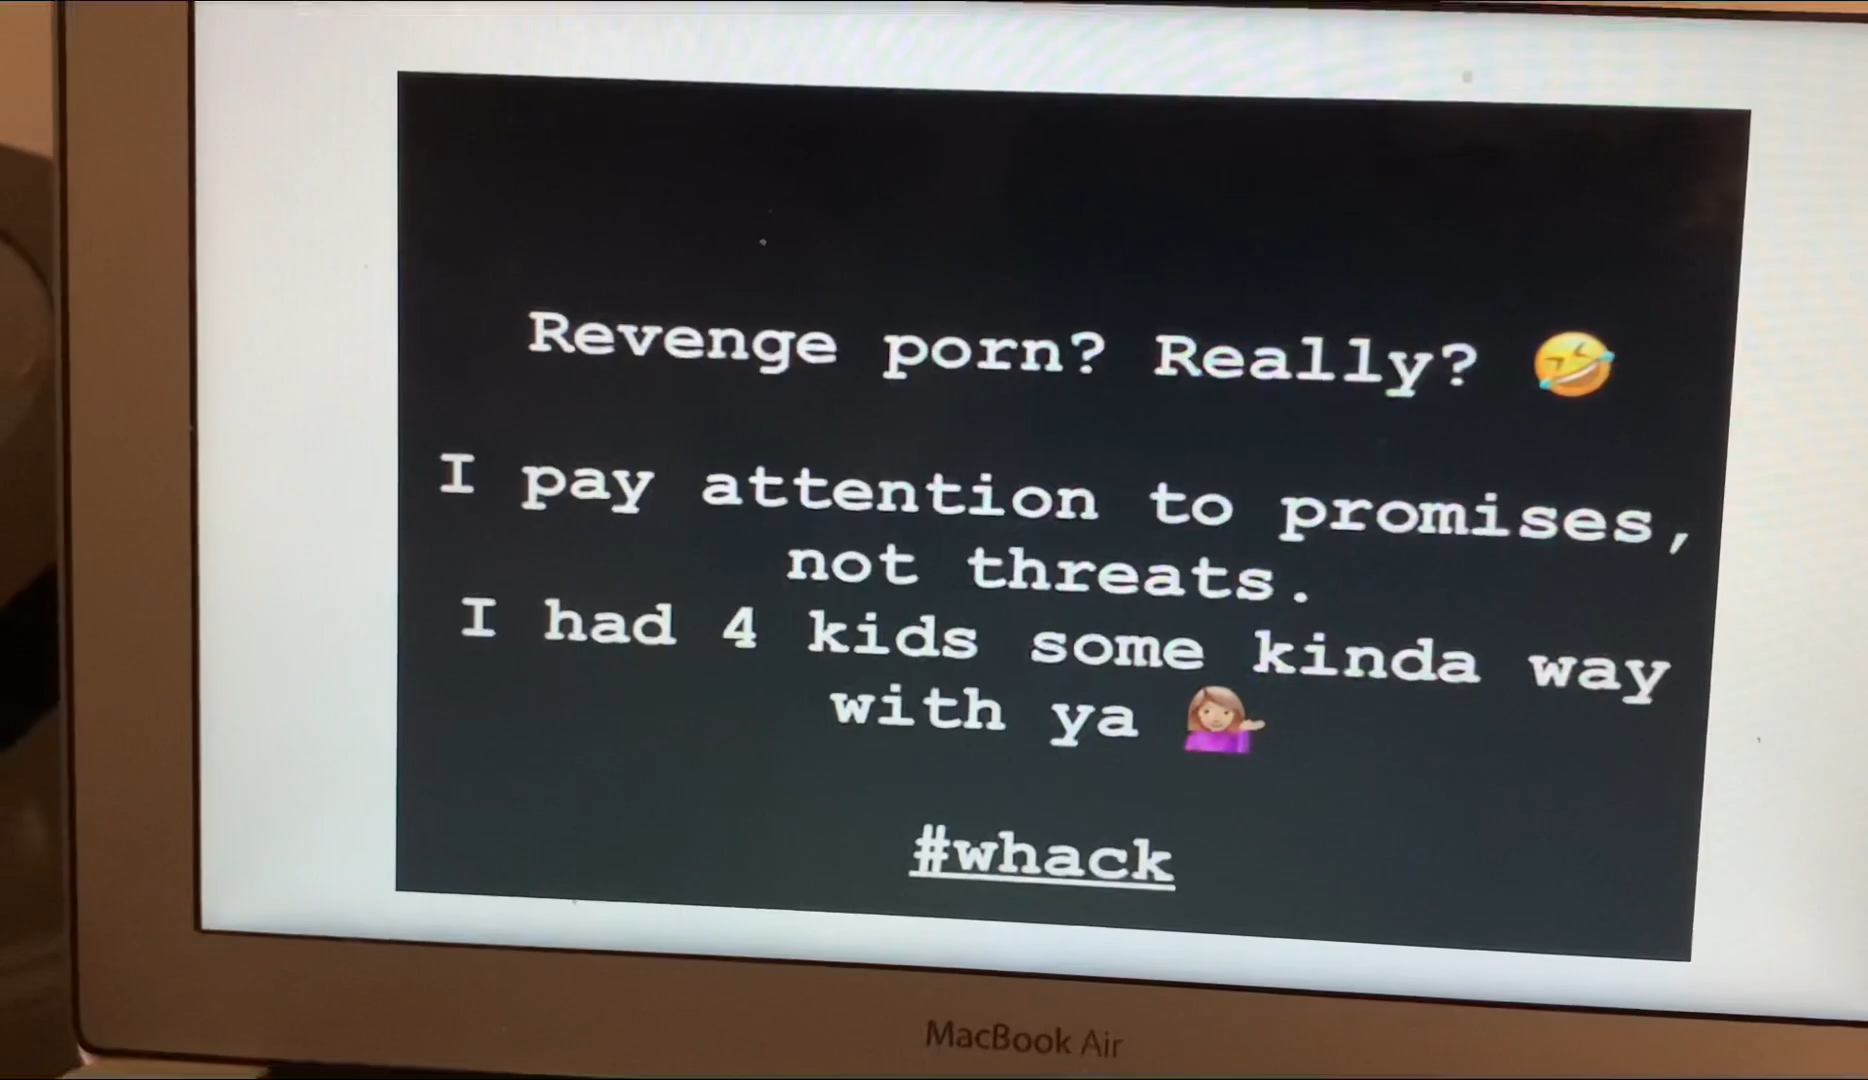 Revenge porn? Really? 🤣
I pay attention to promises,
not threats.
I had 4 kids some kinda way
with ya 💁🏼‍♀️
#whack
MacBook Air